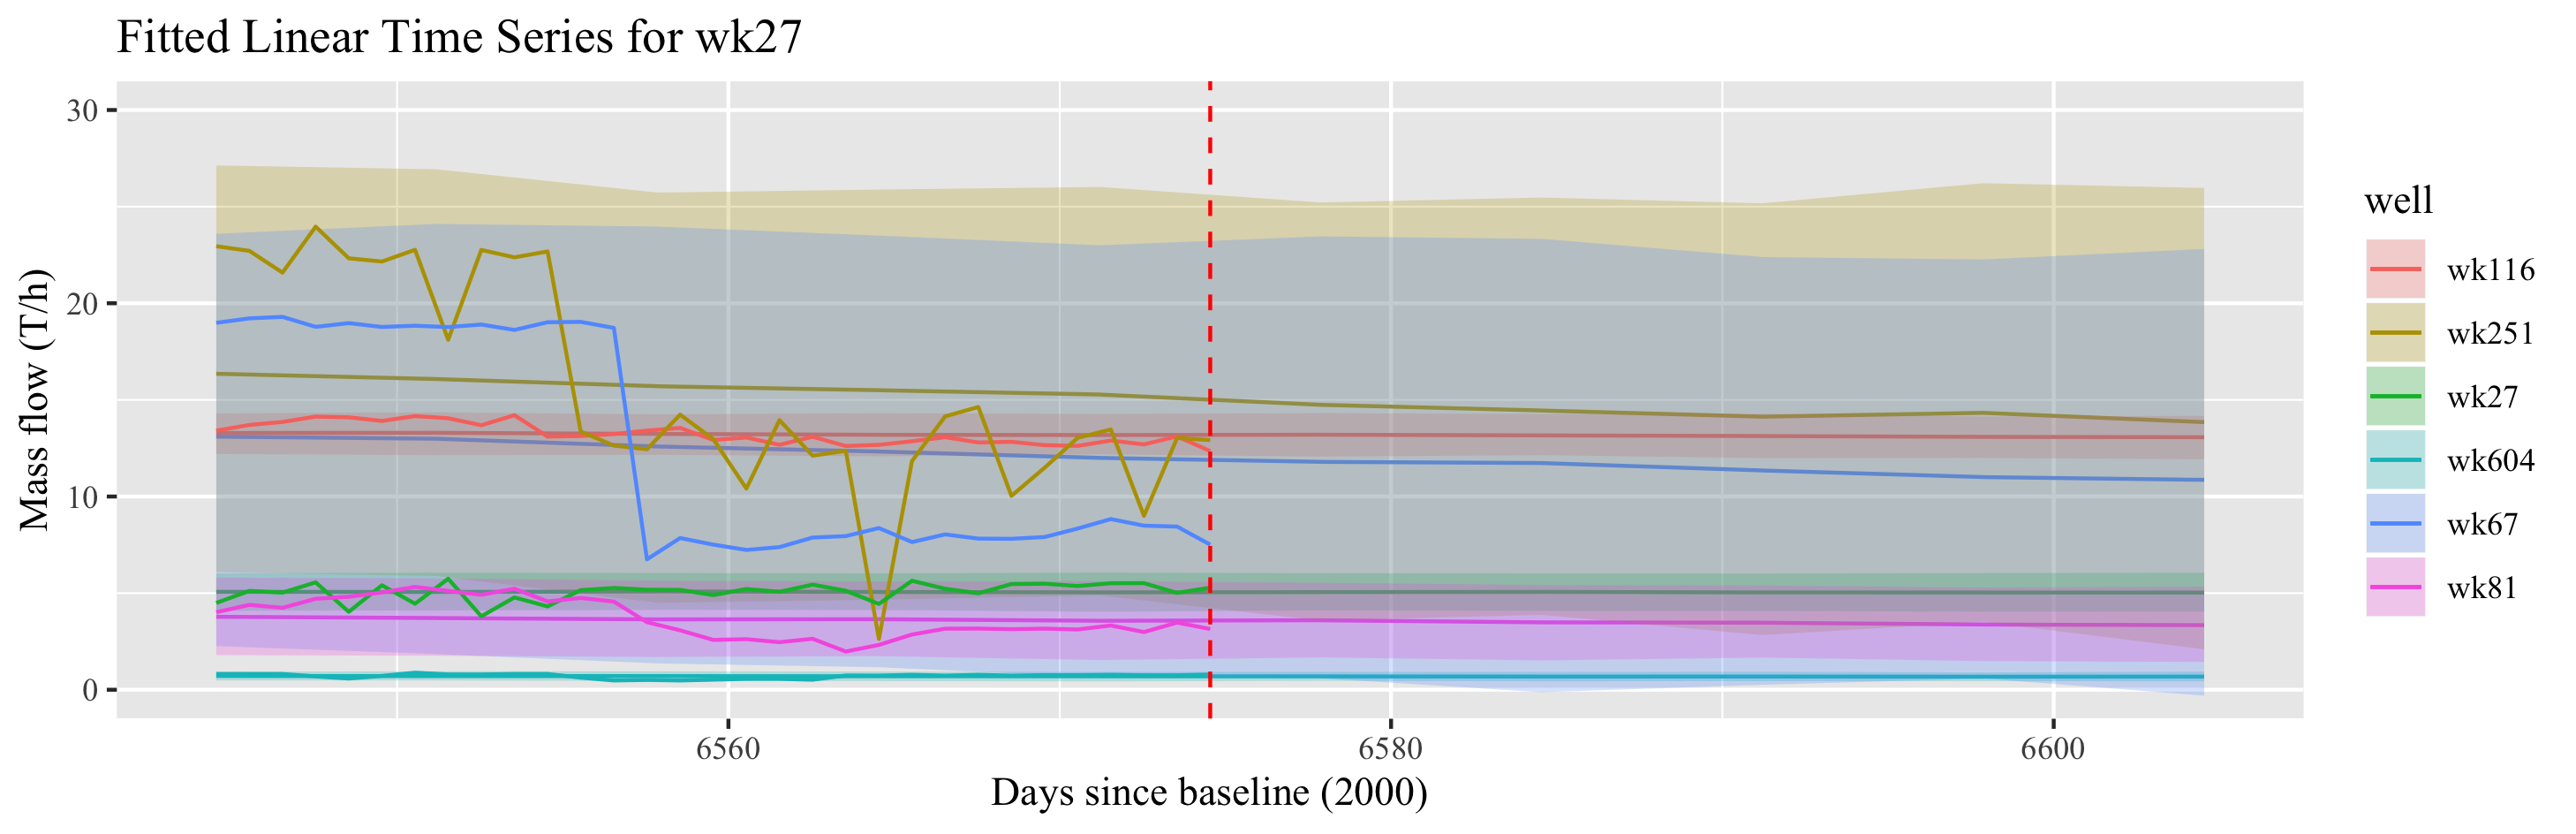 Fitted Linear Time Series for wk27
30
20
10
0
Mass flow (T/h)
6560
6580
6600
Days since baseline (2000)
well
wk116
wk251
wk27
wk604
wk67
wk81